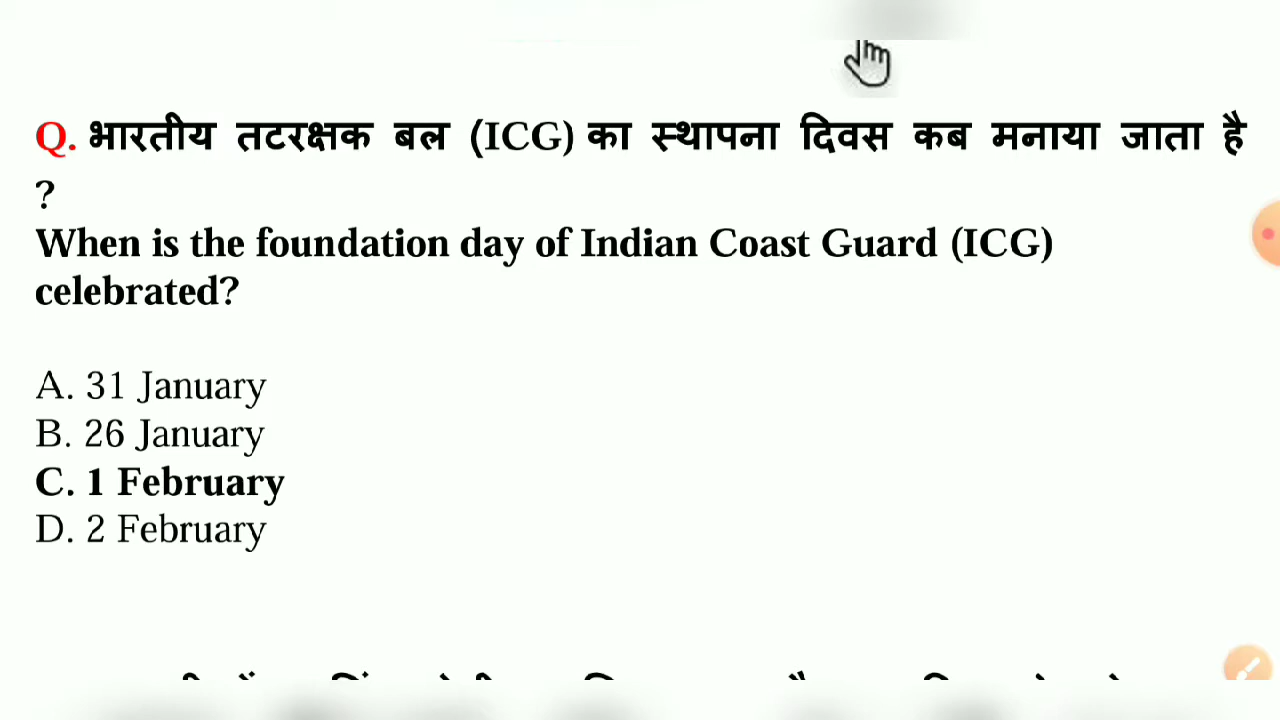 Q. भारतीय तटरक्षक बल (ICG) का स्थापना दिवस कब मनाया जाता है
?
When is the foundation day of Indian Coast Guard (ICG)
celebrated?
A. 31 January
B. 26 January
C. 1 February
D. 2 February